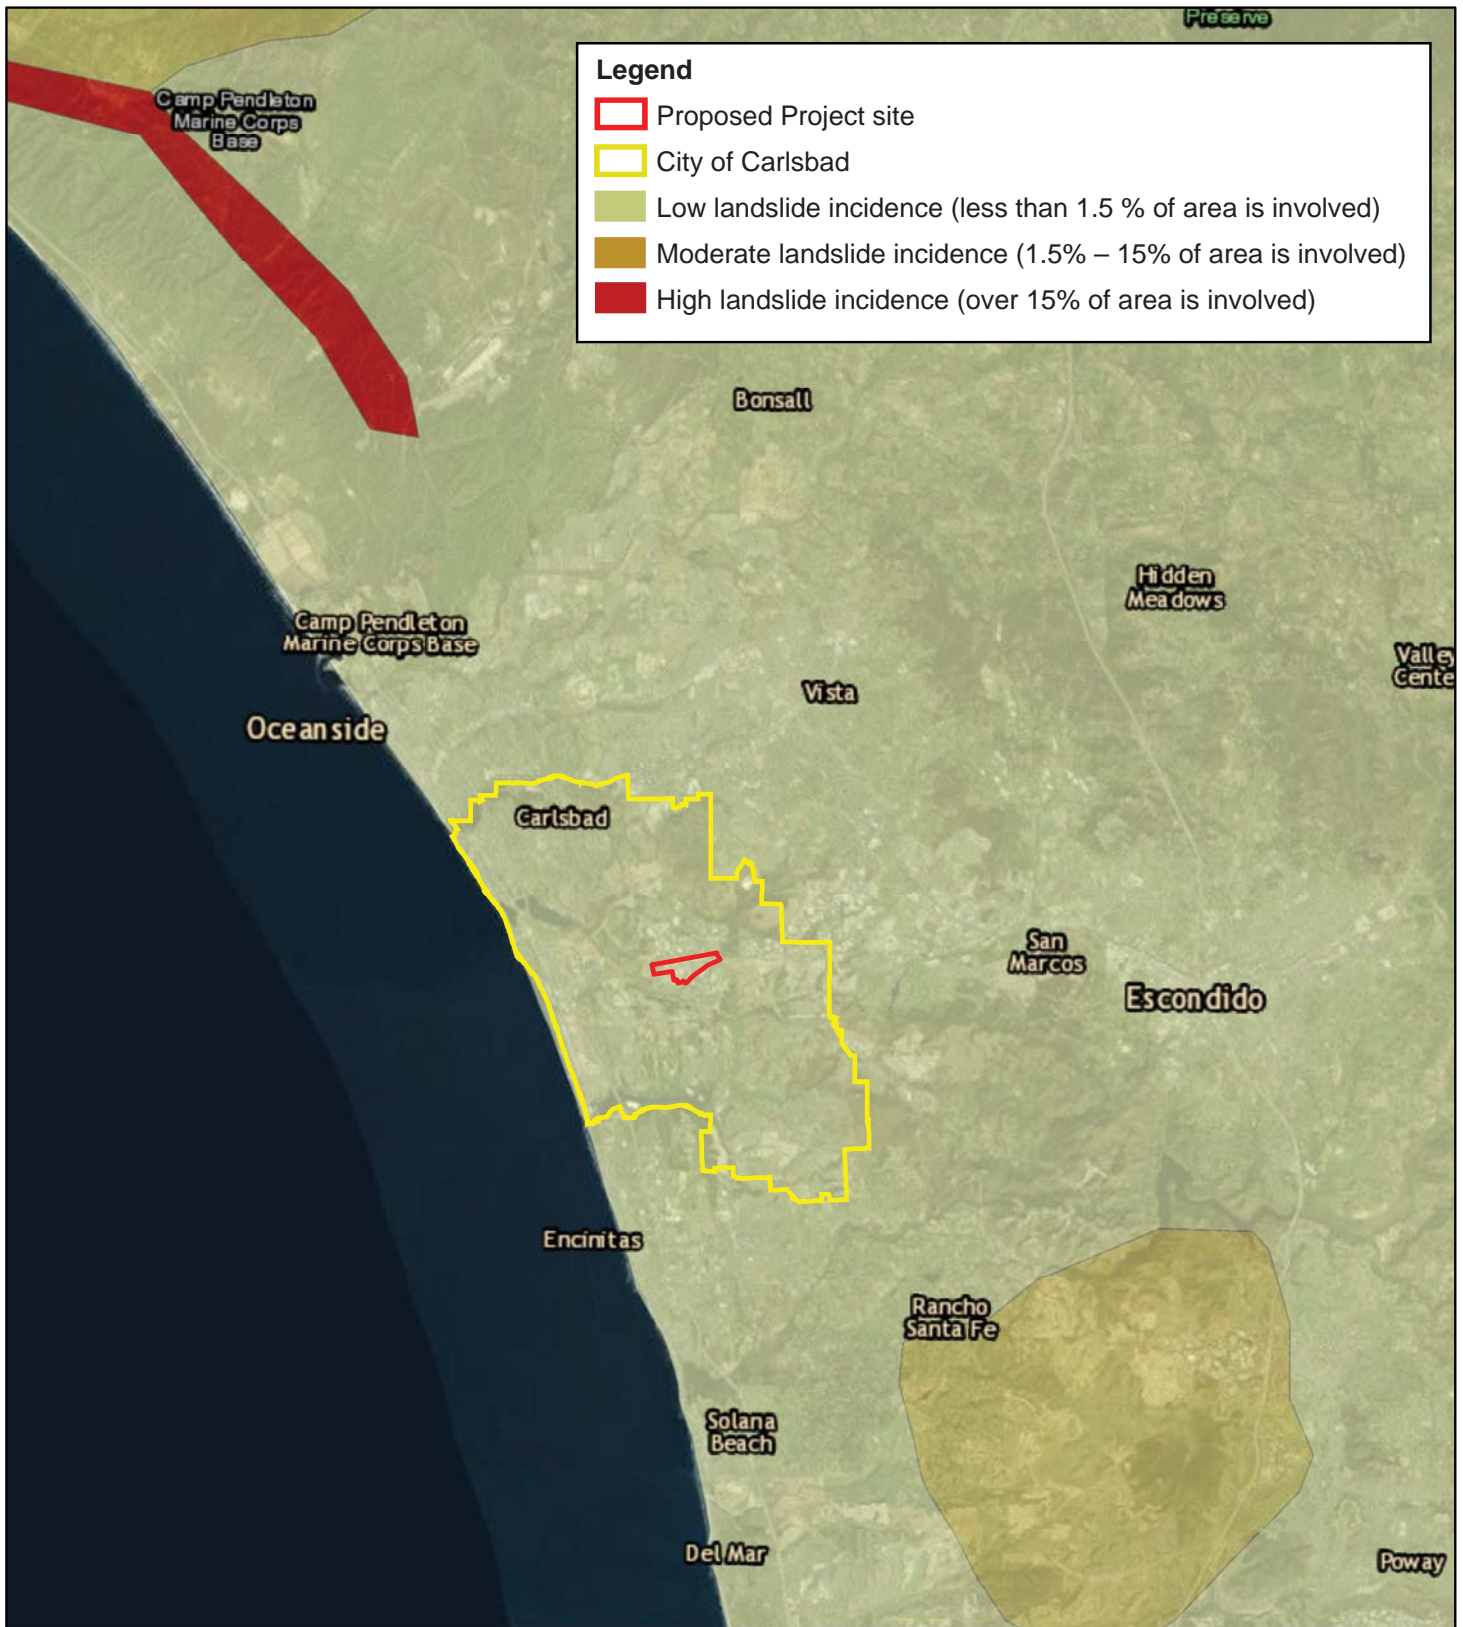 Preserve
Legend
Proposed Project site
City of Carlsbad
Low landslide incidence (less than 1.5 % of area is involved)
Moderate landslide incidence (1.5% – 15% of area is involved)
High landslide incidence (over 15% of area is involved)
Camp Pendleton
Marine Corps
Base
Bonsall
Hidden
Meadows
Camp Pendleton
Marine Corps Base
Valley
Cente
Vista
Oceanside
Carlsbad
San
Marcos
Escondido
Encinitas
Rancho
Santa Fe
Solana
Beach
Del Mar
Poway